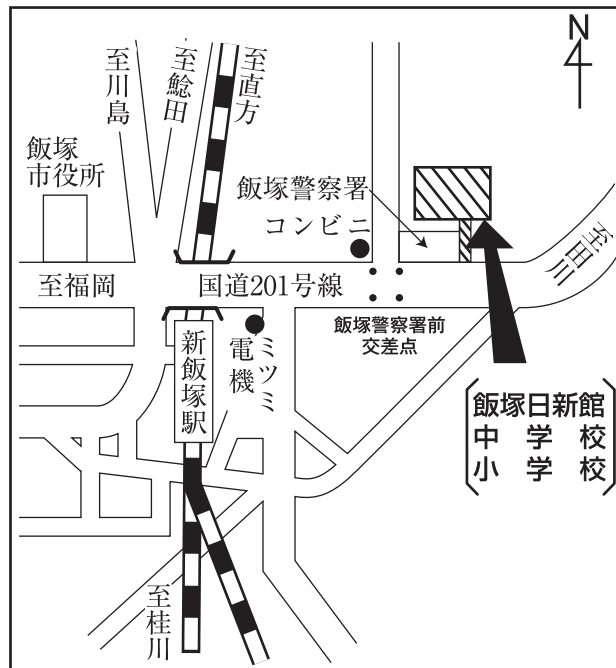 N
至川島
至鯰田
至直方
飯塚
市役所
飯塚警察署
コンビニ
至田川
至福岡
国道201号線
飯塚警察署前
交差点
新飯塚駅
ミツミ
電機
飯塚日新館
中学校
小学校
至桂川